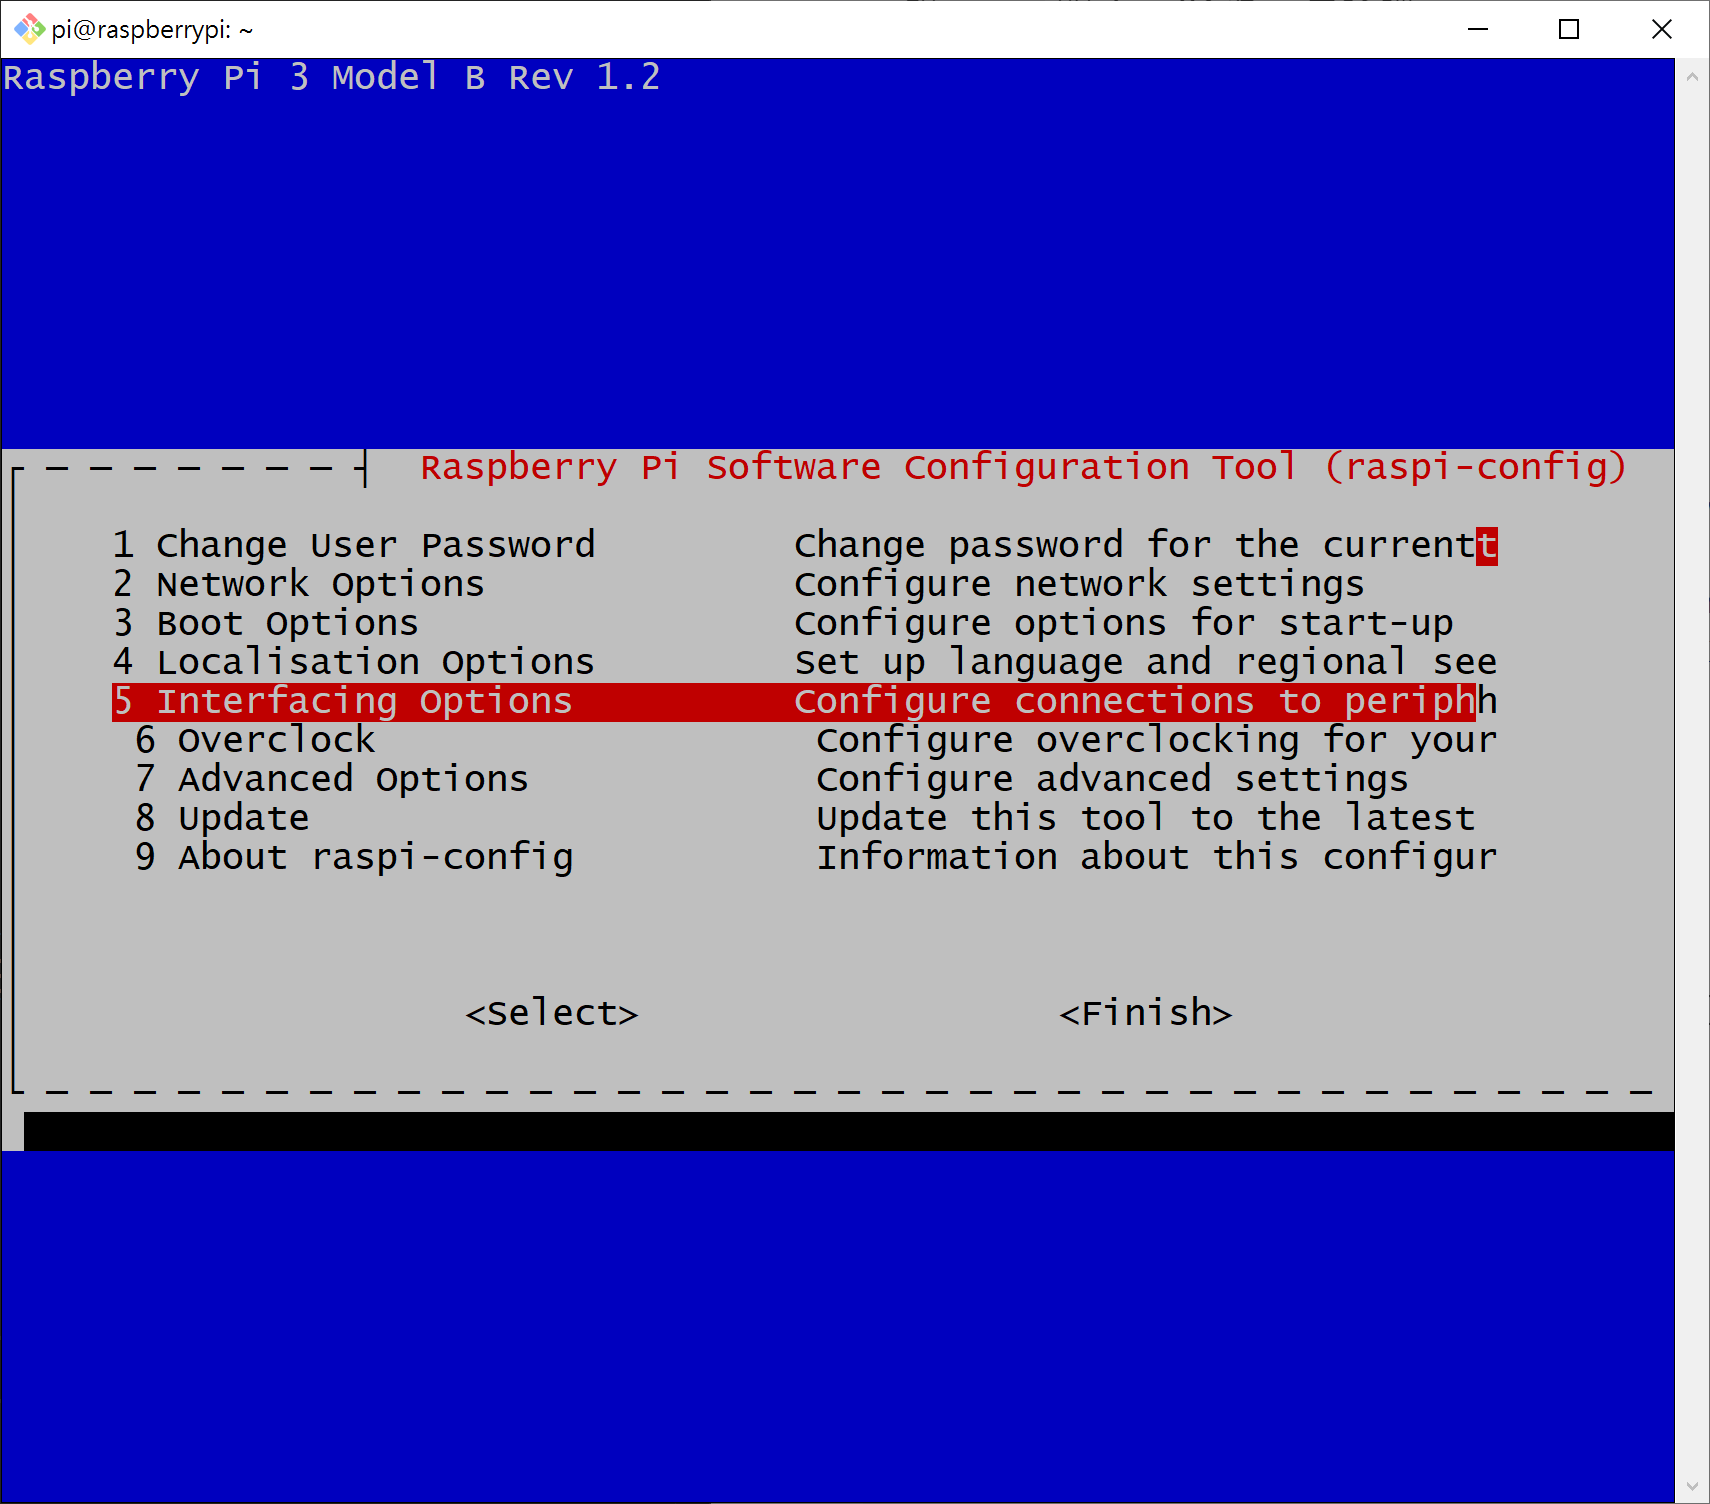 pi@raspberrypi: ~
Raspberry Pi 3 Model B Rev 1.2
Raspberry Pi Software Configuration Tool (raspi-config)
1 Change User Password Change password for the currentt
2 Network Options Configure network settings
3 Boot Options Configure options for start-up
4 Localisation Options Set up language and regional see
5 Interfacing Options Configure connections to periphh
6 Overclock Configure overclocking for your
7 Advanced Options Configure advanced settings
8 Update Update this tool to the latest
9 About raspi-config Information about this configur
<Select> <Finish>